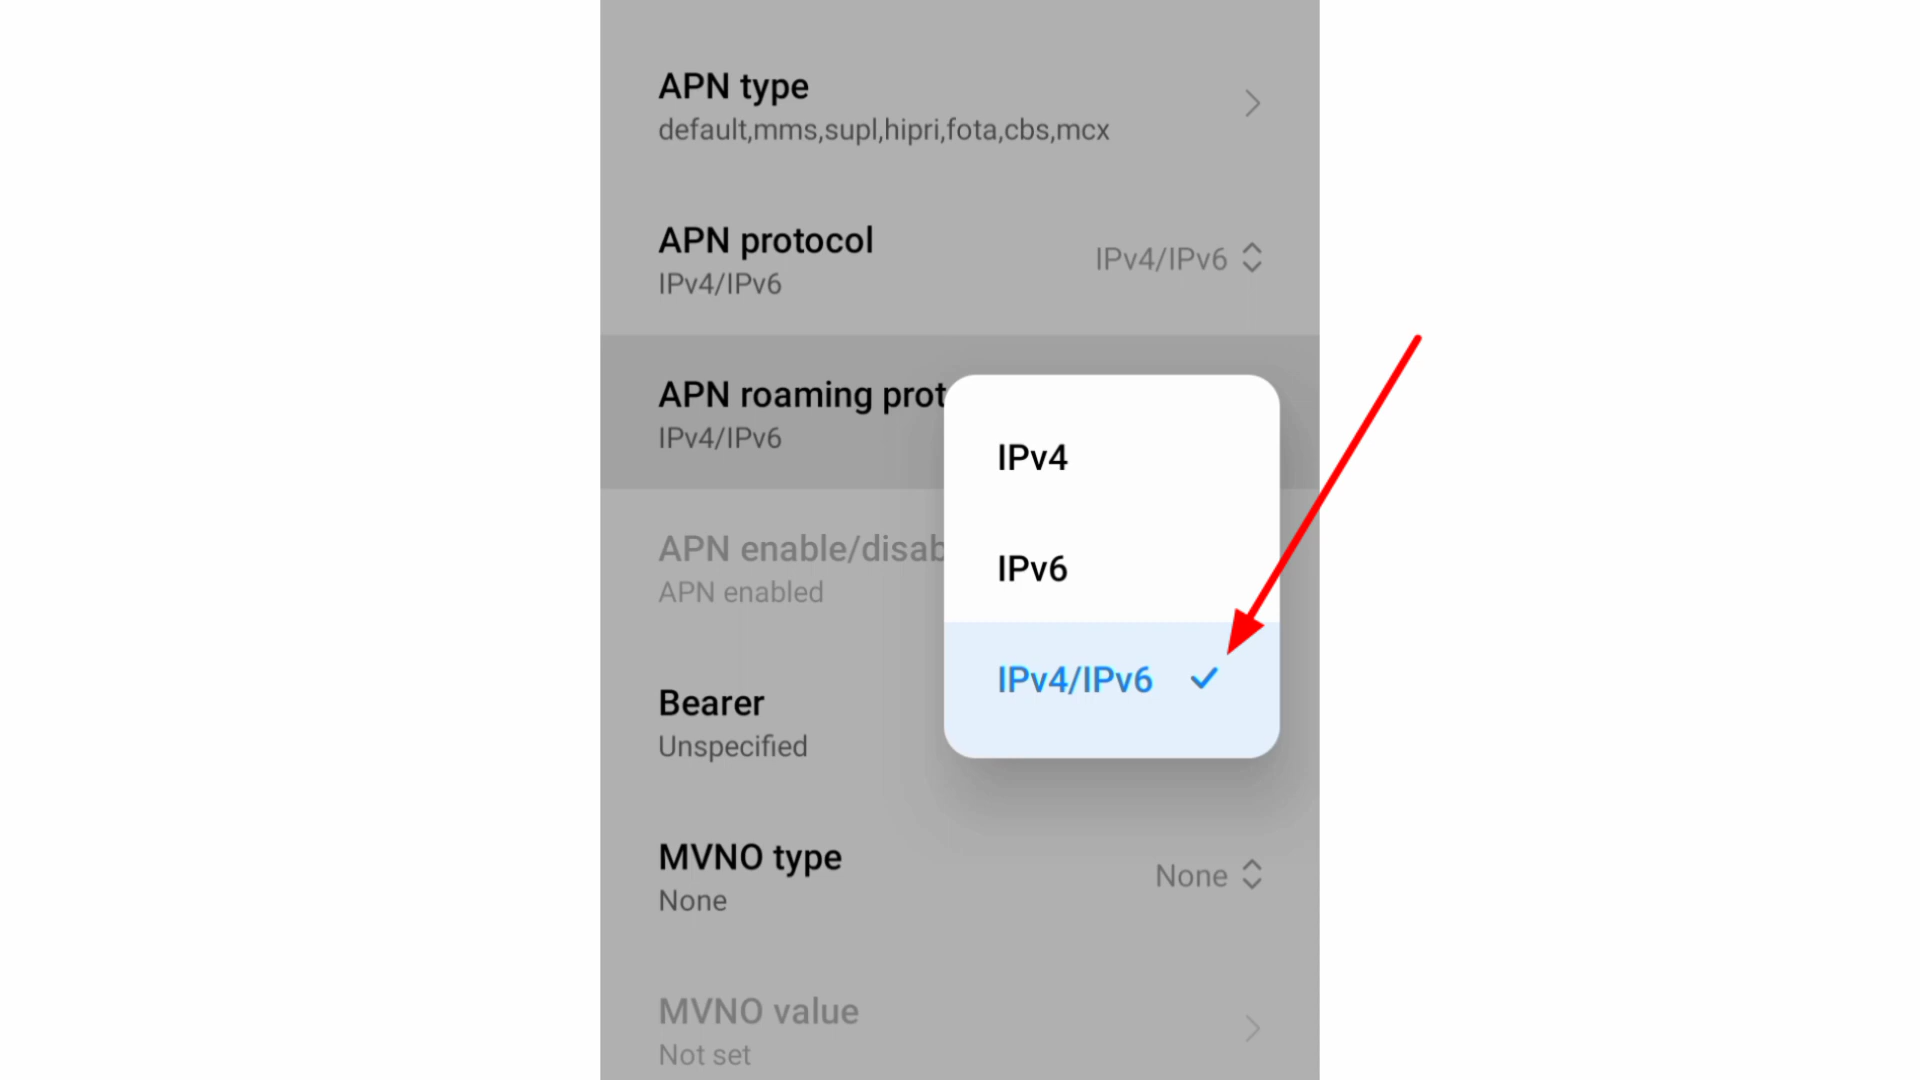 APN type
default,mms,supl,hipri,fota,cbs,mcx
APN protocol
IPv4/IPv6
IPv4/IPv6
APN roaming prot
IPv4/IPv6
IPv4
IPv6
IPv4/IPv6
APN enable/disab
APN enabled
Bearer
Unspecified
MVNO type
None
None
MVNO value
Not set